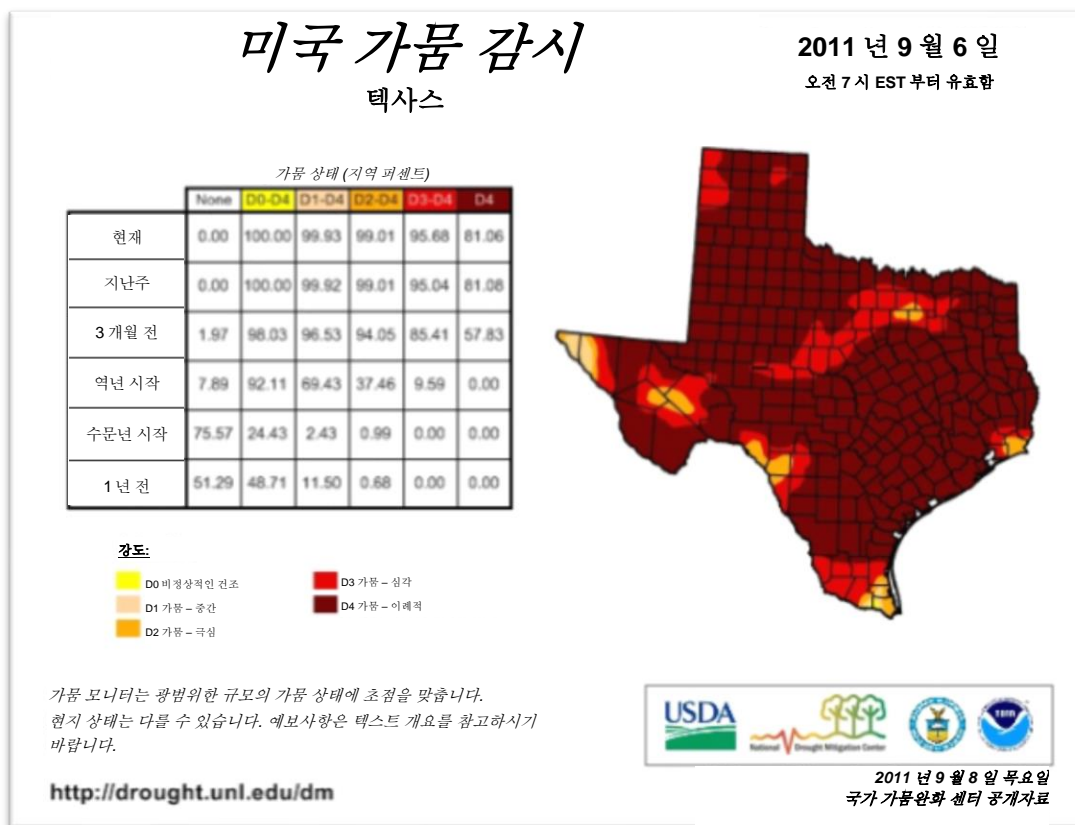 미국 가뭄 감시
텍사스
2011 년 9 월 6 일
오전 7 시 EST 부터 유효함
가뭄 상태 (지역 퍼센트)
None D0-D4 D1-D4 D2-D4 D3-D4 D4
현재 0.00 100.00 99.93 99.01 95.68 81.06
지난주 0.00 100.00 99.92 99.01 95.04 81.08
3 개월 전 1.97 98.03 96.53 94.05 85.41 57.83
역년 시작 7.89 92.11 69.43 37.46 9.59 0.00
수문년 시작 75.57 24.43 2.43 0.99 0.00 0.00
1 년 전 51.29 48.71 11.50 0.68 0.00 0.00
강도:
D0 비정상적인 건조
D1 가뭄 – 중간
D2 가뭄 – 극심
D3 가뭄 – 심각
D4 가뭄 – 이례적
가뭄 모니터는 광범위한 규모의 가뭄 상태에 초점을 맞춥니다.
현지 상태는 다를 수 있습니다. 예보사항은 텍스트 개요를 참고하시기
바랍니다.
http://drought.unl.edu/dm
USDA
National Drought Mitigation Center
2011 년 9 월 8 일 목요일
국가 가뭄완화 센터 공개자료